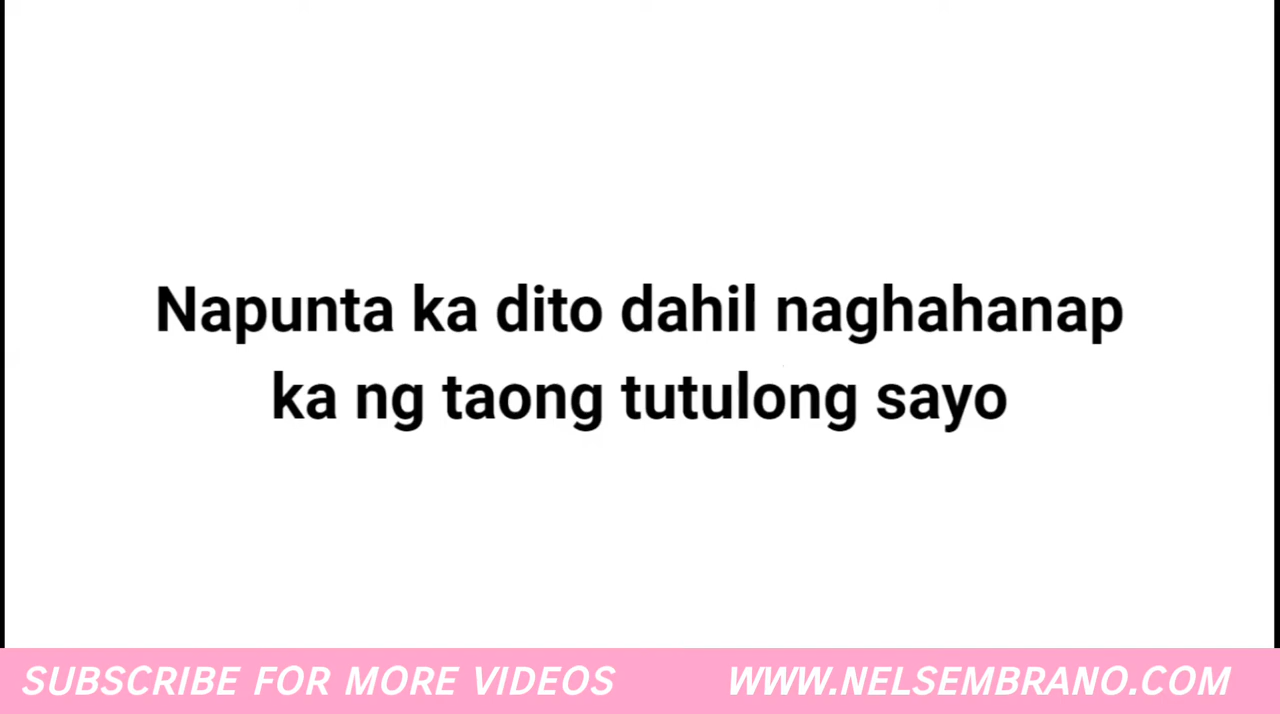 Napunta ka dito dahil naghahanap
ka ng taong tutulong sayo
SUBSCRIBE FOR MORE VIDEOS WWW.NELSEMBRANO.COM